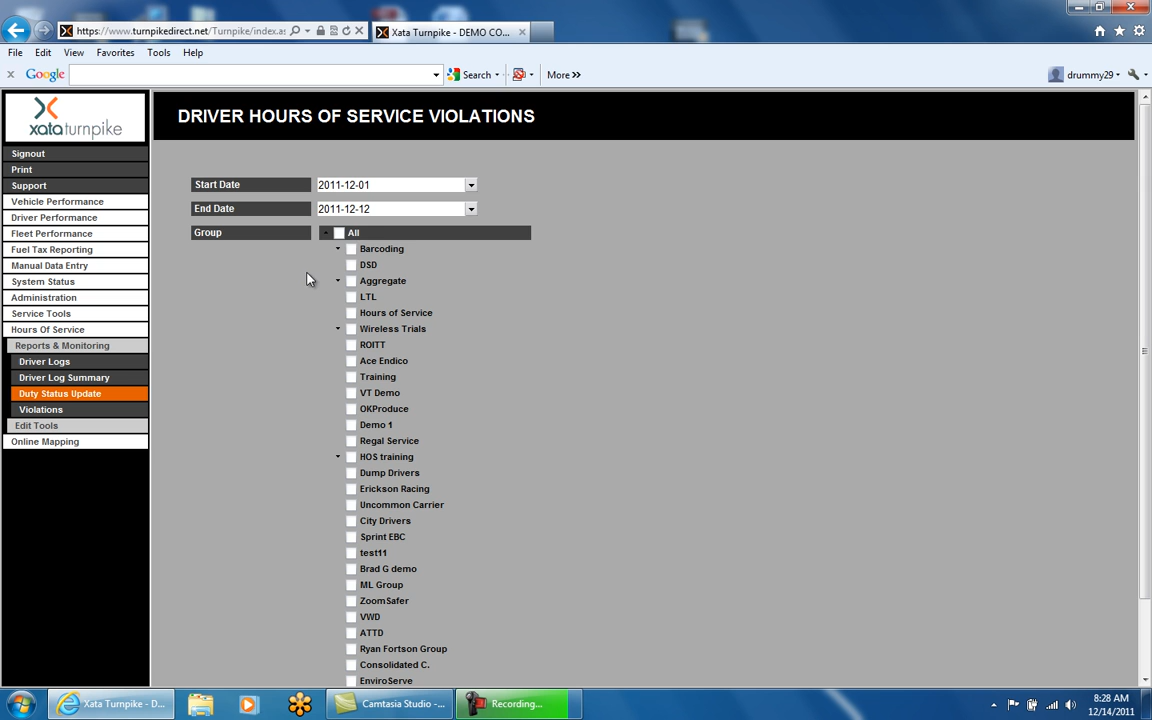 https://www.turnpikedirect.net/Turnpike/index.as
Xata Turnpike - DEMO CO...
File Edit View Favorites Tools Help
Google Search More »
drummy29
xataturnpike
DRIVER HOURS OF SERVICE VIOLATIONS
Signout
Print
Support
Vehicle Performance
Driver Performance
Fleet Performance
Fuel Tax Reporting
Manual Data Entry
System Status
Administration
Service Tools
Hours Of Service
Reports & Monitoring
Driver Logs
Driver Log Summary
Duty Status Update
Violations
Edit Tools
Online Mapping
Start Date 2011-12-01
End Date 2011-12-12
Group All
Barcoding
DSD
Aggregate
LTL
Hours of Service
Wireless Trials
ROITT
Ace Endico
Training
VT Demo
OKProduce
Demo 1
Regal Service
HOS training
Dump Drivers
Erickson Racing
Uncommon Carrier
City Drivers
Sprint EBC
test11
Brad G demo
ML Group
ZoomSafer
VWD
ATTD
Ryan Fortson Group
Consolidated C.
EnviroServe
Xata Turnpike - D...
Camtasia Studio -...
Recording...
8:28 AM
12/14/2011